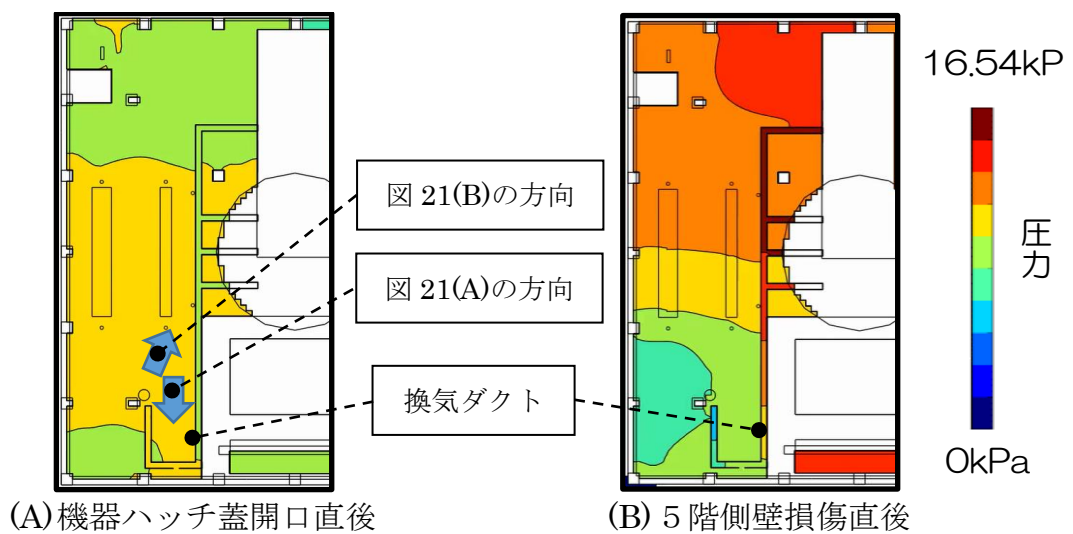 16.54kP
図 21(B)の方向
図 21(A)の方向
圧力
換気ダクト
0kPa
(A)機器ハッチ蓋開口直後
(B) 5階側壁損傷直後